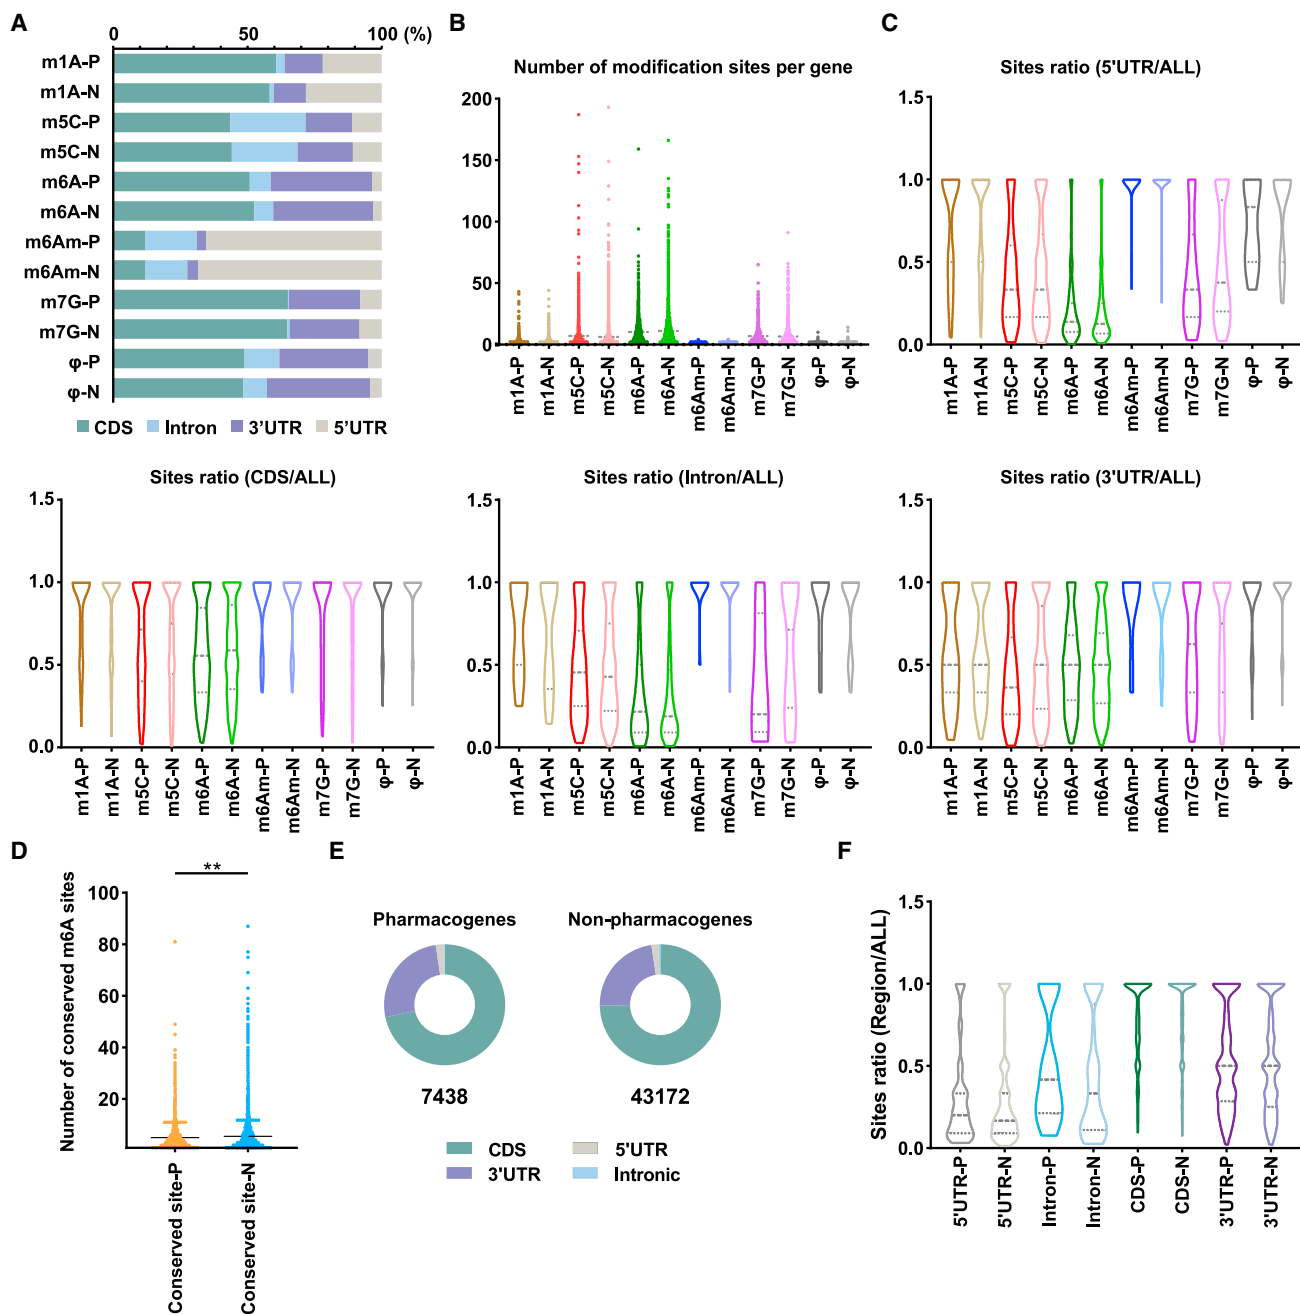 A
0 50 100 (%)
m1A-P
m1A-N
m5C-P
m5C-N
m6A-P
m6A-N
m6Am-P
m6Am-N
m7G-P
m7G-N
φ-P
φ-N
CDS Intron 3'UTR 5'UTR
B
Number of modification sites per gene
200
150
100
50
0
m1A-P m1A-N m5C-P m5C-N m6A-P m6A-N m6Am-P m6Am-N m7G-P m7G-N φ-P φ-N
C
Sites ratio (5'UTR/ALL)
1.5
1.0
0.5
0.0
m1A-P m1A-N m5C-P m5C-N m6A-P m6A-N m6Am-P m6Am-N m7G-P m7G-N φ-P φ-N
Sites ratio (CDS/ALL)
1.5
1.0
0.5
0.0
m1A-P m1A-N m5C-P m5C-N m6A-P m6A-N m6Am-P m6Am-N m7G-P m7G-N φ-P φ-N
Sites ratio (Intron/ALL)
1.5
1.0
0.5
0.0
m1A-P m1A-N m5C-P m5C-N m6A-P m6A-N m6Am-P m6Am-N m7G-P m7G-N φ-P φ-N
Sites ratio (3'UTR/ALL)
1.5
1.0
0.5
0.0
m1A-P m1A-N m5C-P m5C-N m6A-P m6A-N m6Am-P m6Am-N m7G-P m7G-N φ-P φ-N
D
**
Number of conserved m6A sites
100
80
60
40
20
Conserved site-P Conserved site-N
E
Pharmacogenes Non-pharmacogenes
7438 43172
CDS 5'UTR
3'UTR Intronic
F
Sites ratio (Region/ALL)
1.5
1.0
0.5
0.0
5'UTR-P 5'UTR-N Intron-P Intron-N CDS-P CDS-N 3'UTR-P 3'UTR-N